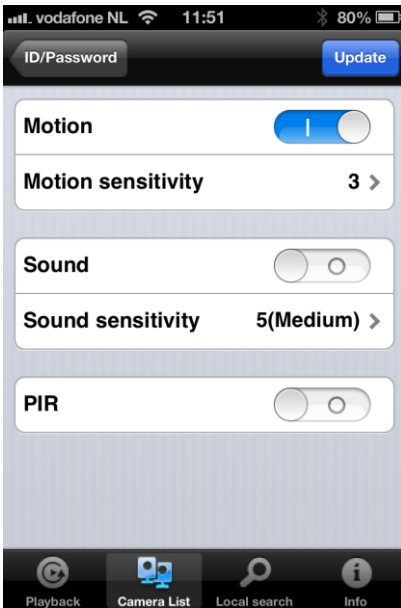 vodafone NL 11:51 80%
ID/Password Update
Motion
Motion sensitivity 3
Sound
Sound sensitivity 5(Medium)
PIR
Playback Camera List Local search Info